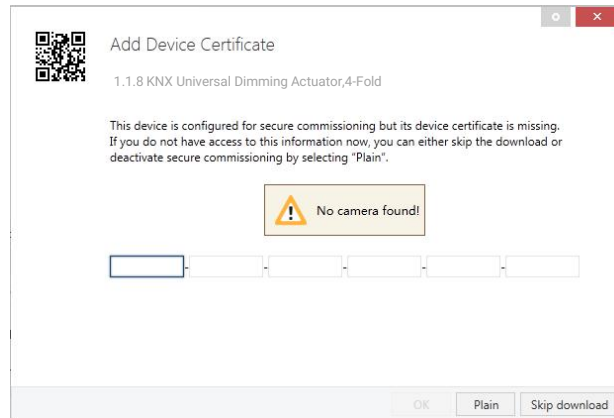 Add Device Certificate
1.1.8 KNX Universal Dimming Actuator,4-Fold
This device is configured for secure commissioning but its device certificate is missing.
If you do not have access to this information now, you can either skip the download or
deactivate secure commissioning by selecting "Plain".
No camera found!
- - - - -
OK Plain Skip download